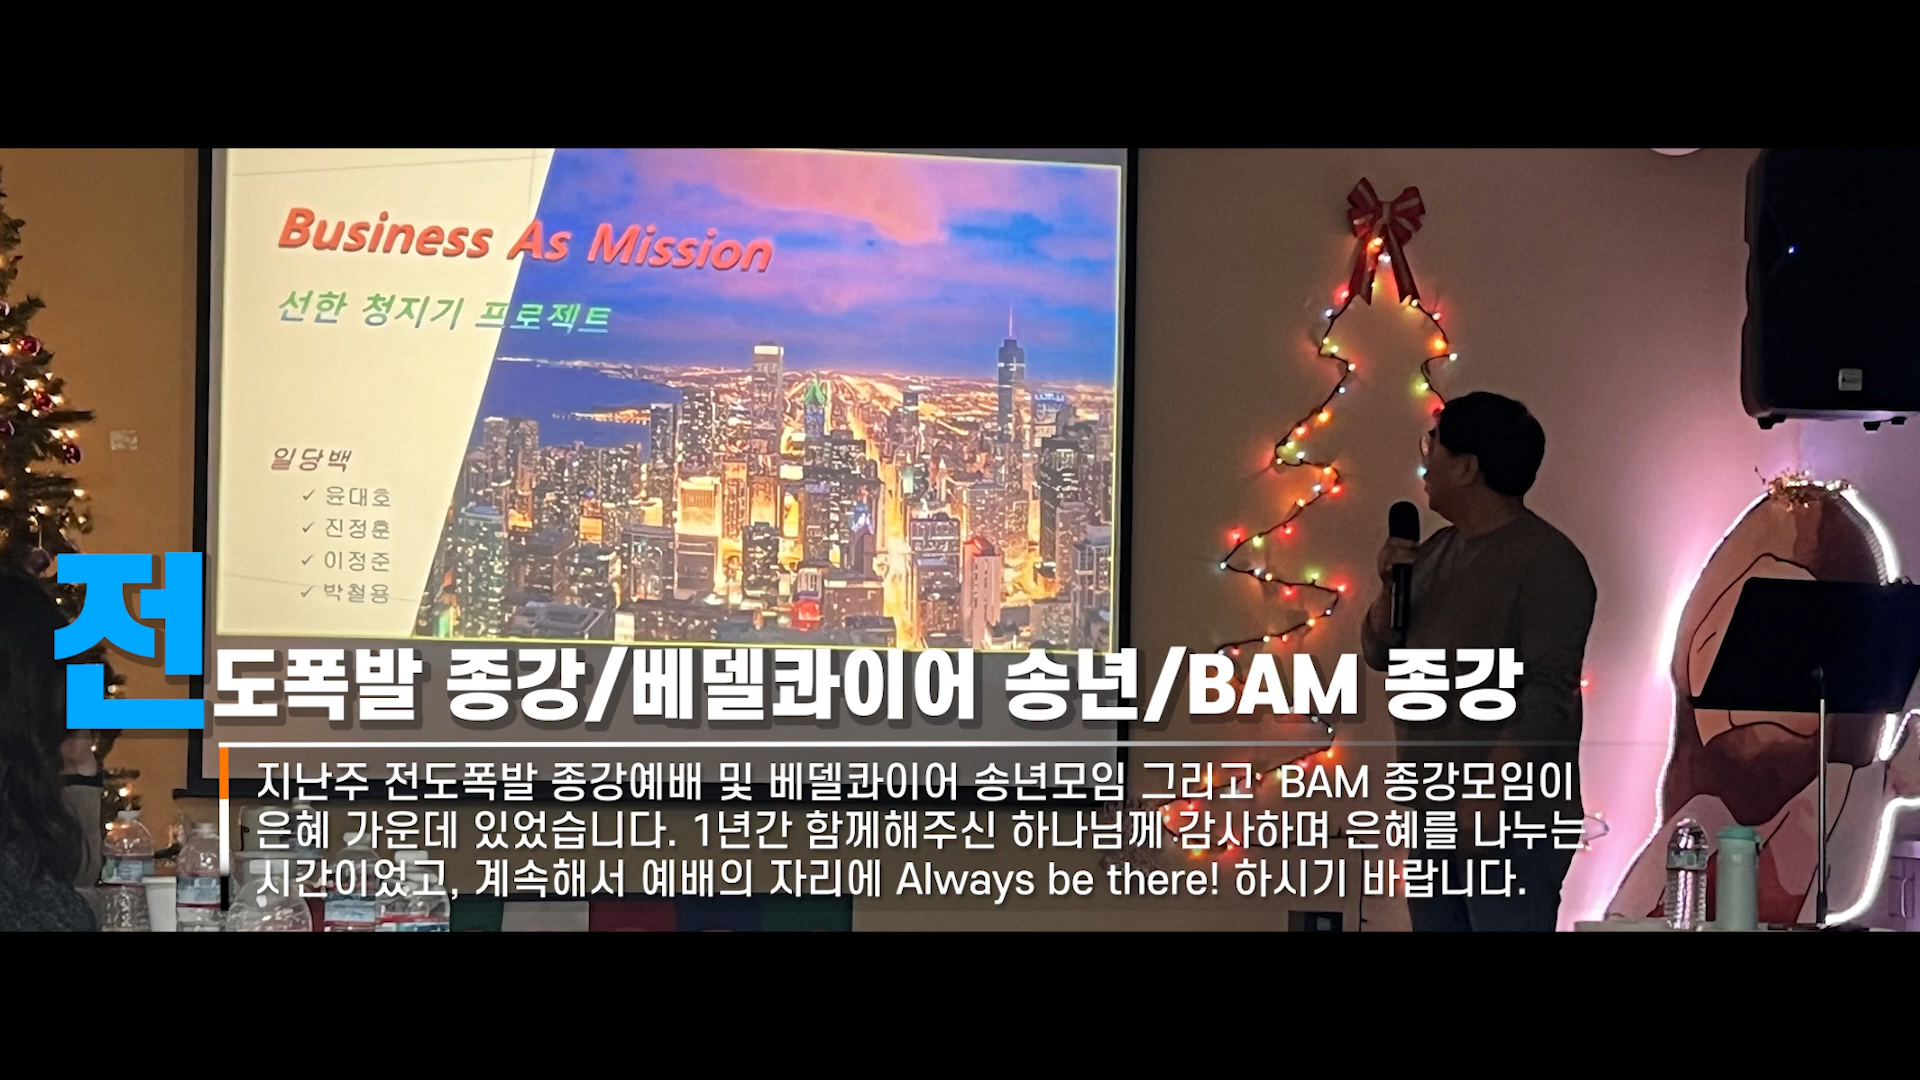 Business As Mission
선한 청지기 프로젝트
일당백
✓ 윤대호
✓ 진정훈
✓ 이정준
✓ 박철용
전도폭발 종강/베델콰이어 송년/BAM 종강
지난주 전도폭발 종강예배 및 베델콰이어 송년모임 그리고 BAM 종강모임이
은혜 가운데 있었습니다. 1년간 함께해주신 하나님께 감사하며 은혜를 나누는
시간이었고, 계속해서 예배의 자리에 Always be there! 하시기 바랍니다.